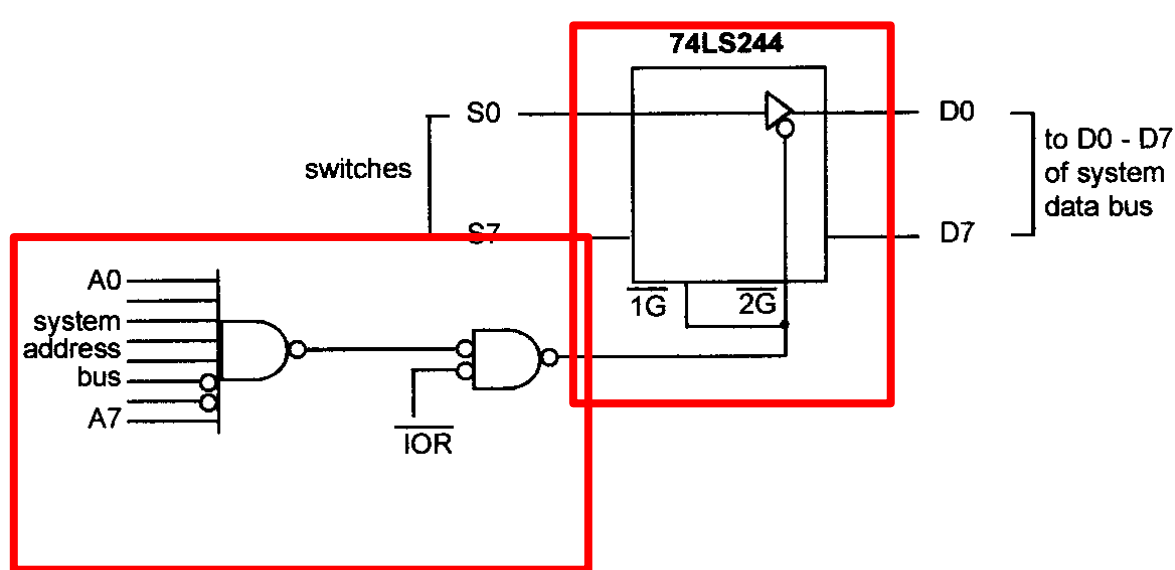 74LS244
S0
D0
switches
to D0 - D7
of system
data bus
S7
D7
A0
1G
2G
system
address
bus
A7
IOR